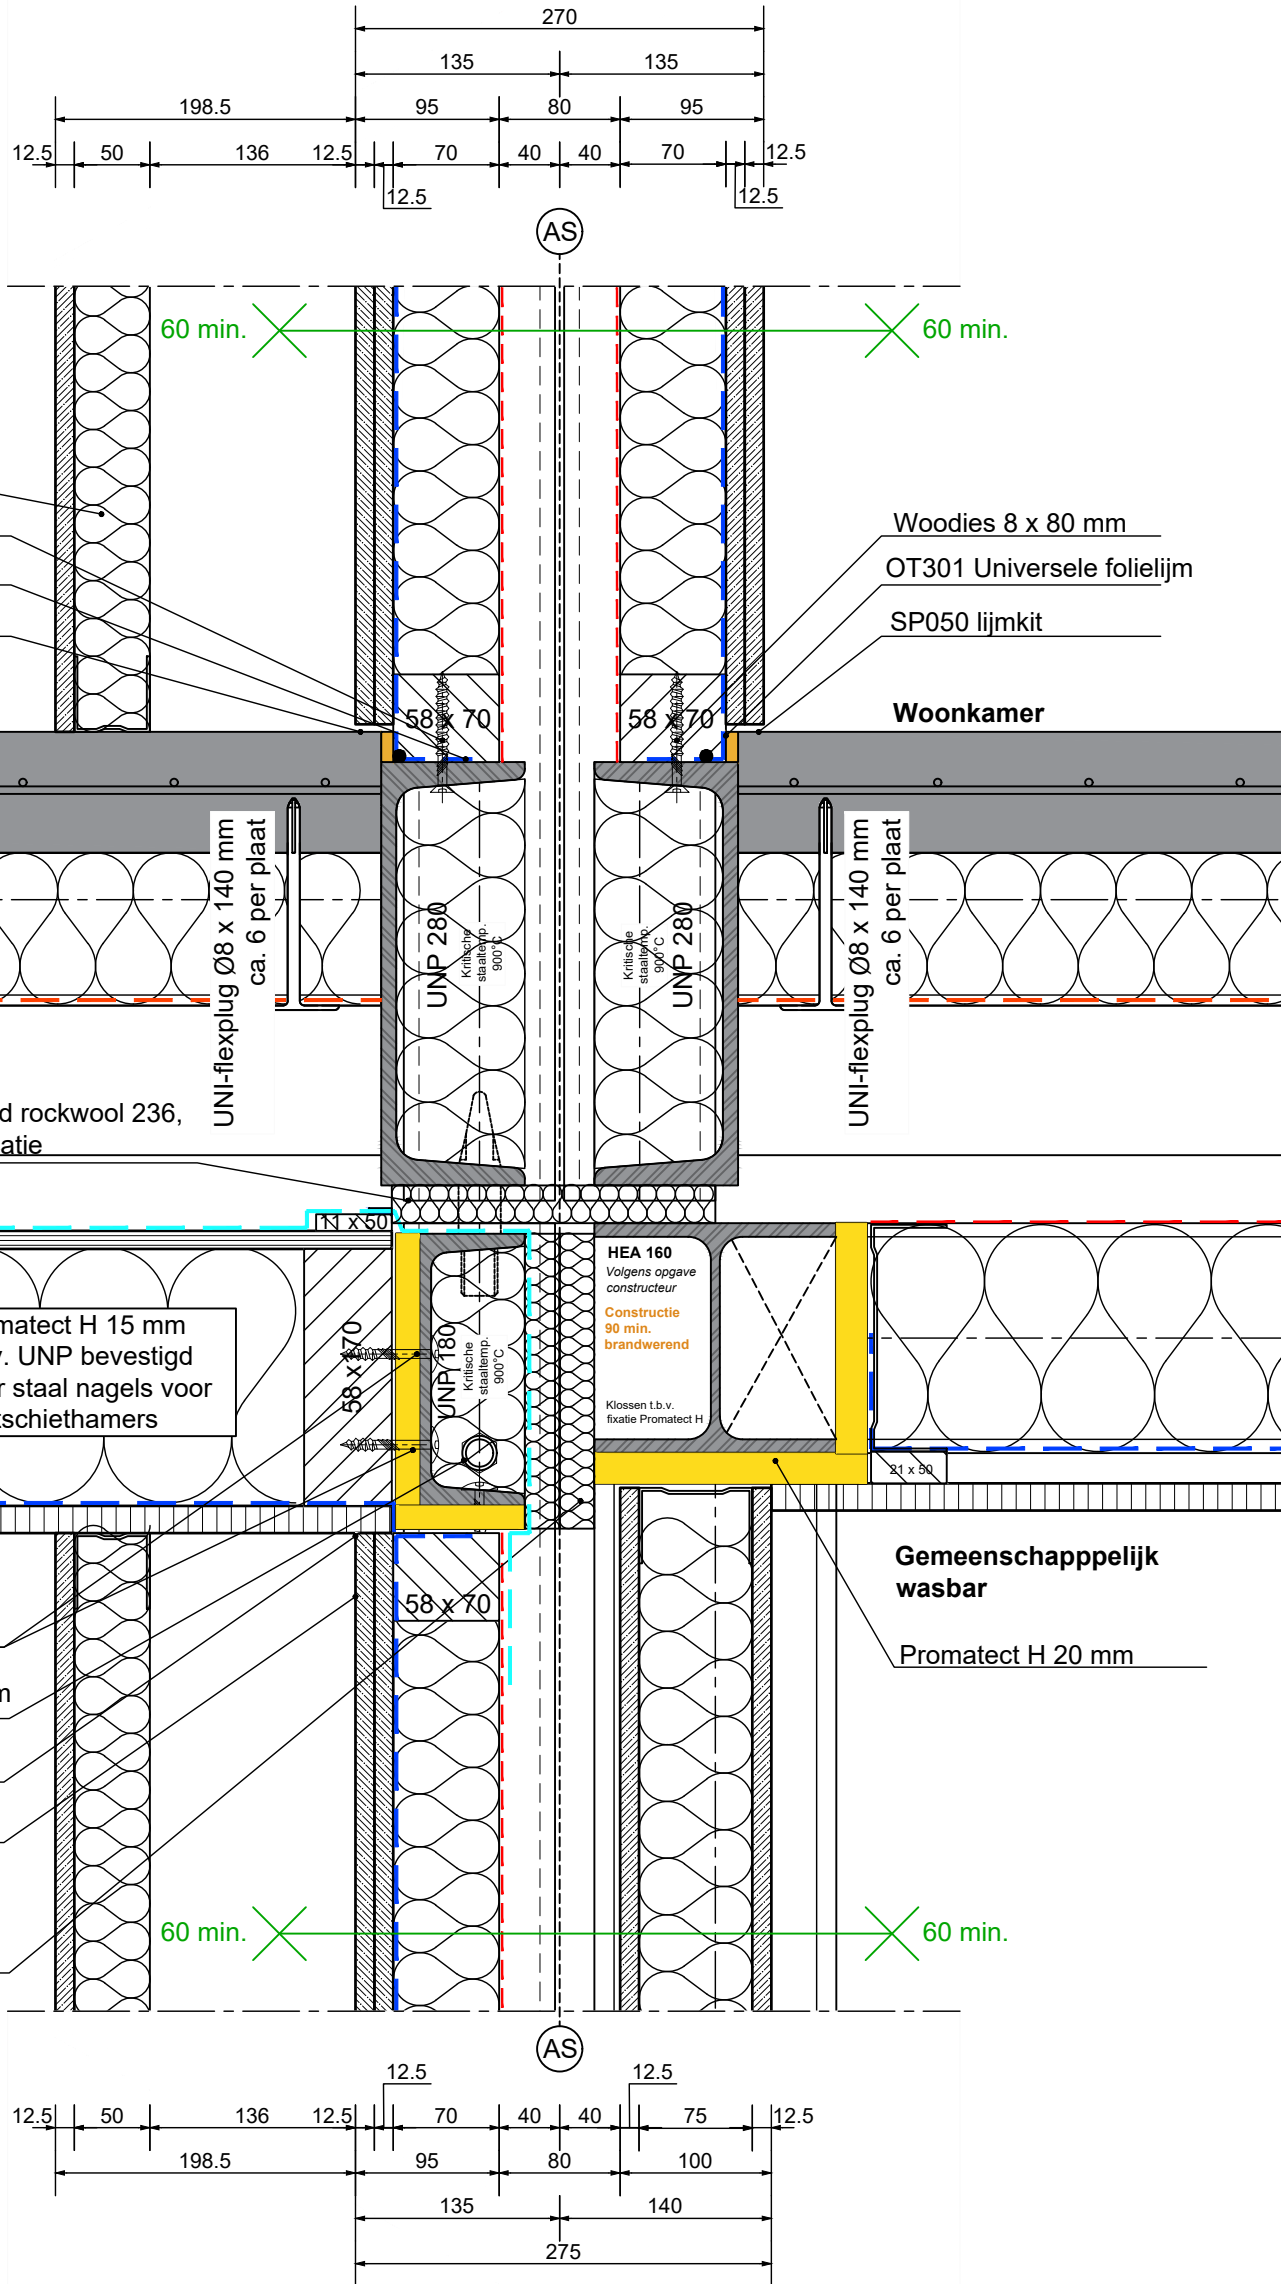 270
135 135
198.5 95 80 95
12.5 50 136 12.5 70 40 40 70 12.5
12.5 12.5
AS
60 min. 60 min.
Woodies 8 x 80 mm
OT301 Universele folielijm
SP050 lijmkit
58 x 70 58 x 70
Woonkamer
UNI-flexplug Ø8 x 140 mm
ca. 6 per plaat
UNP 280
Kritische
staaltemp.
900°C
Kritische
staaltemp.
900°C
UNP 280
UNI-flexplug Ø8 x 140 mm
ca. 6 per plaat
d rockwool 236,
atie
11 x 50
HEA 160
Volgens opgave
constructeur
Constructie
90 min.
brandwerend
Klossen t.b.v.
fixatie Promatect H
matect H 15 mm
v. UNP bevestigd
r staal nagels voor
tschiethamers
58 x 170
UNP 180
Kritische
staaltemp.
900°C
21 x 50
Gemeenschapppelijk
wasbar
58 x 70
Promatect H 20 mm
m
60 min. 60 min.
AS
12.5 12.5
12.5 50 136 12.5 70 40 40 75 12.5
198.5 95 80 100
135 140
275